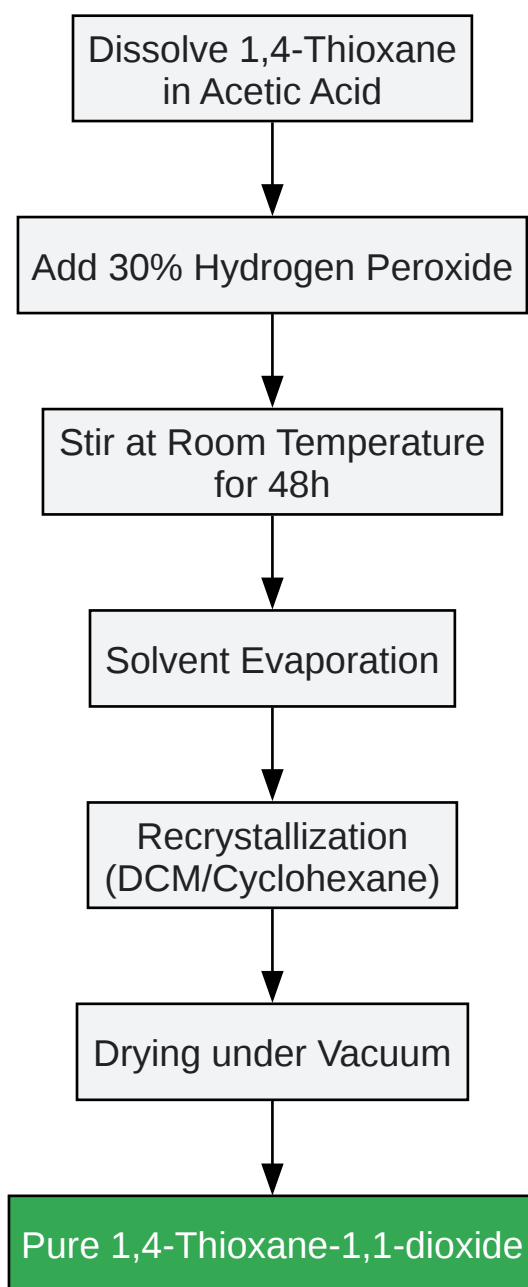 Dissolve 1,4-Thioxane
in Acetic Acid
Add 30% Hydrogen Peroxide
Stir at Room Temperature
for 48h
Solvent Evaporation
Recrystallization
(DCM/Cyclohexane)
Drying under Vacuum
Pure 1,4-Thioxane-1,1-dioxide